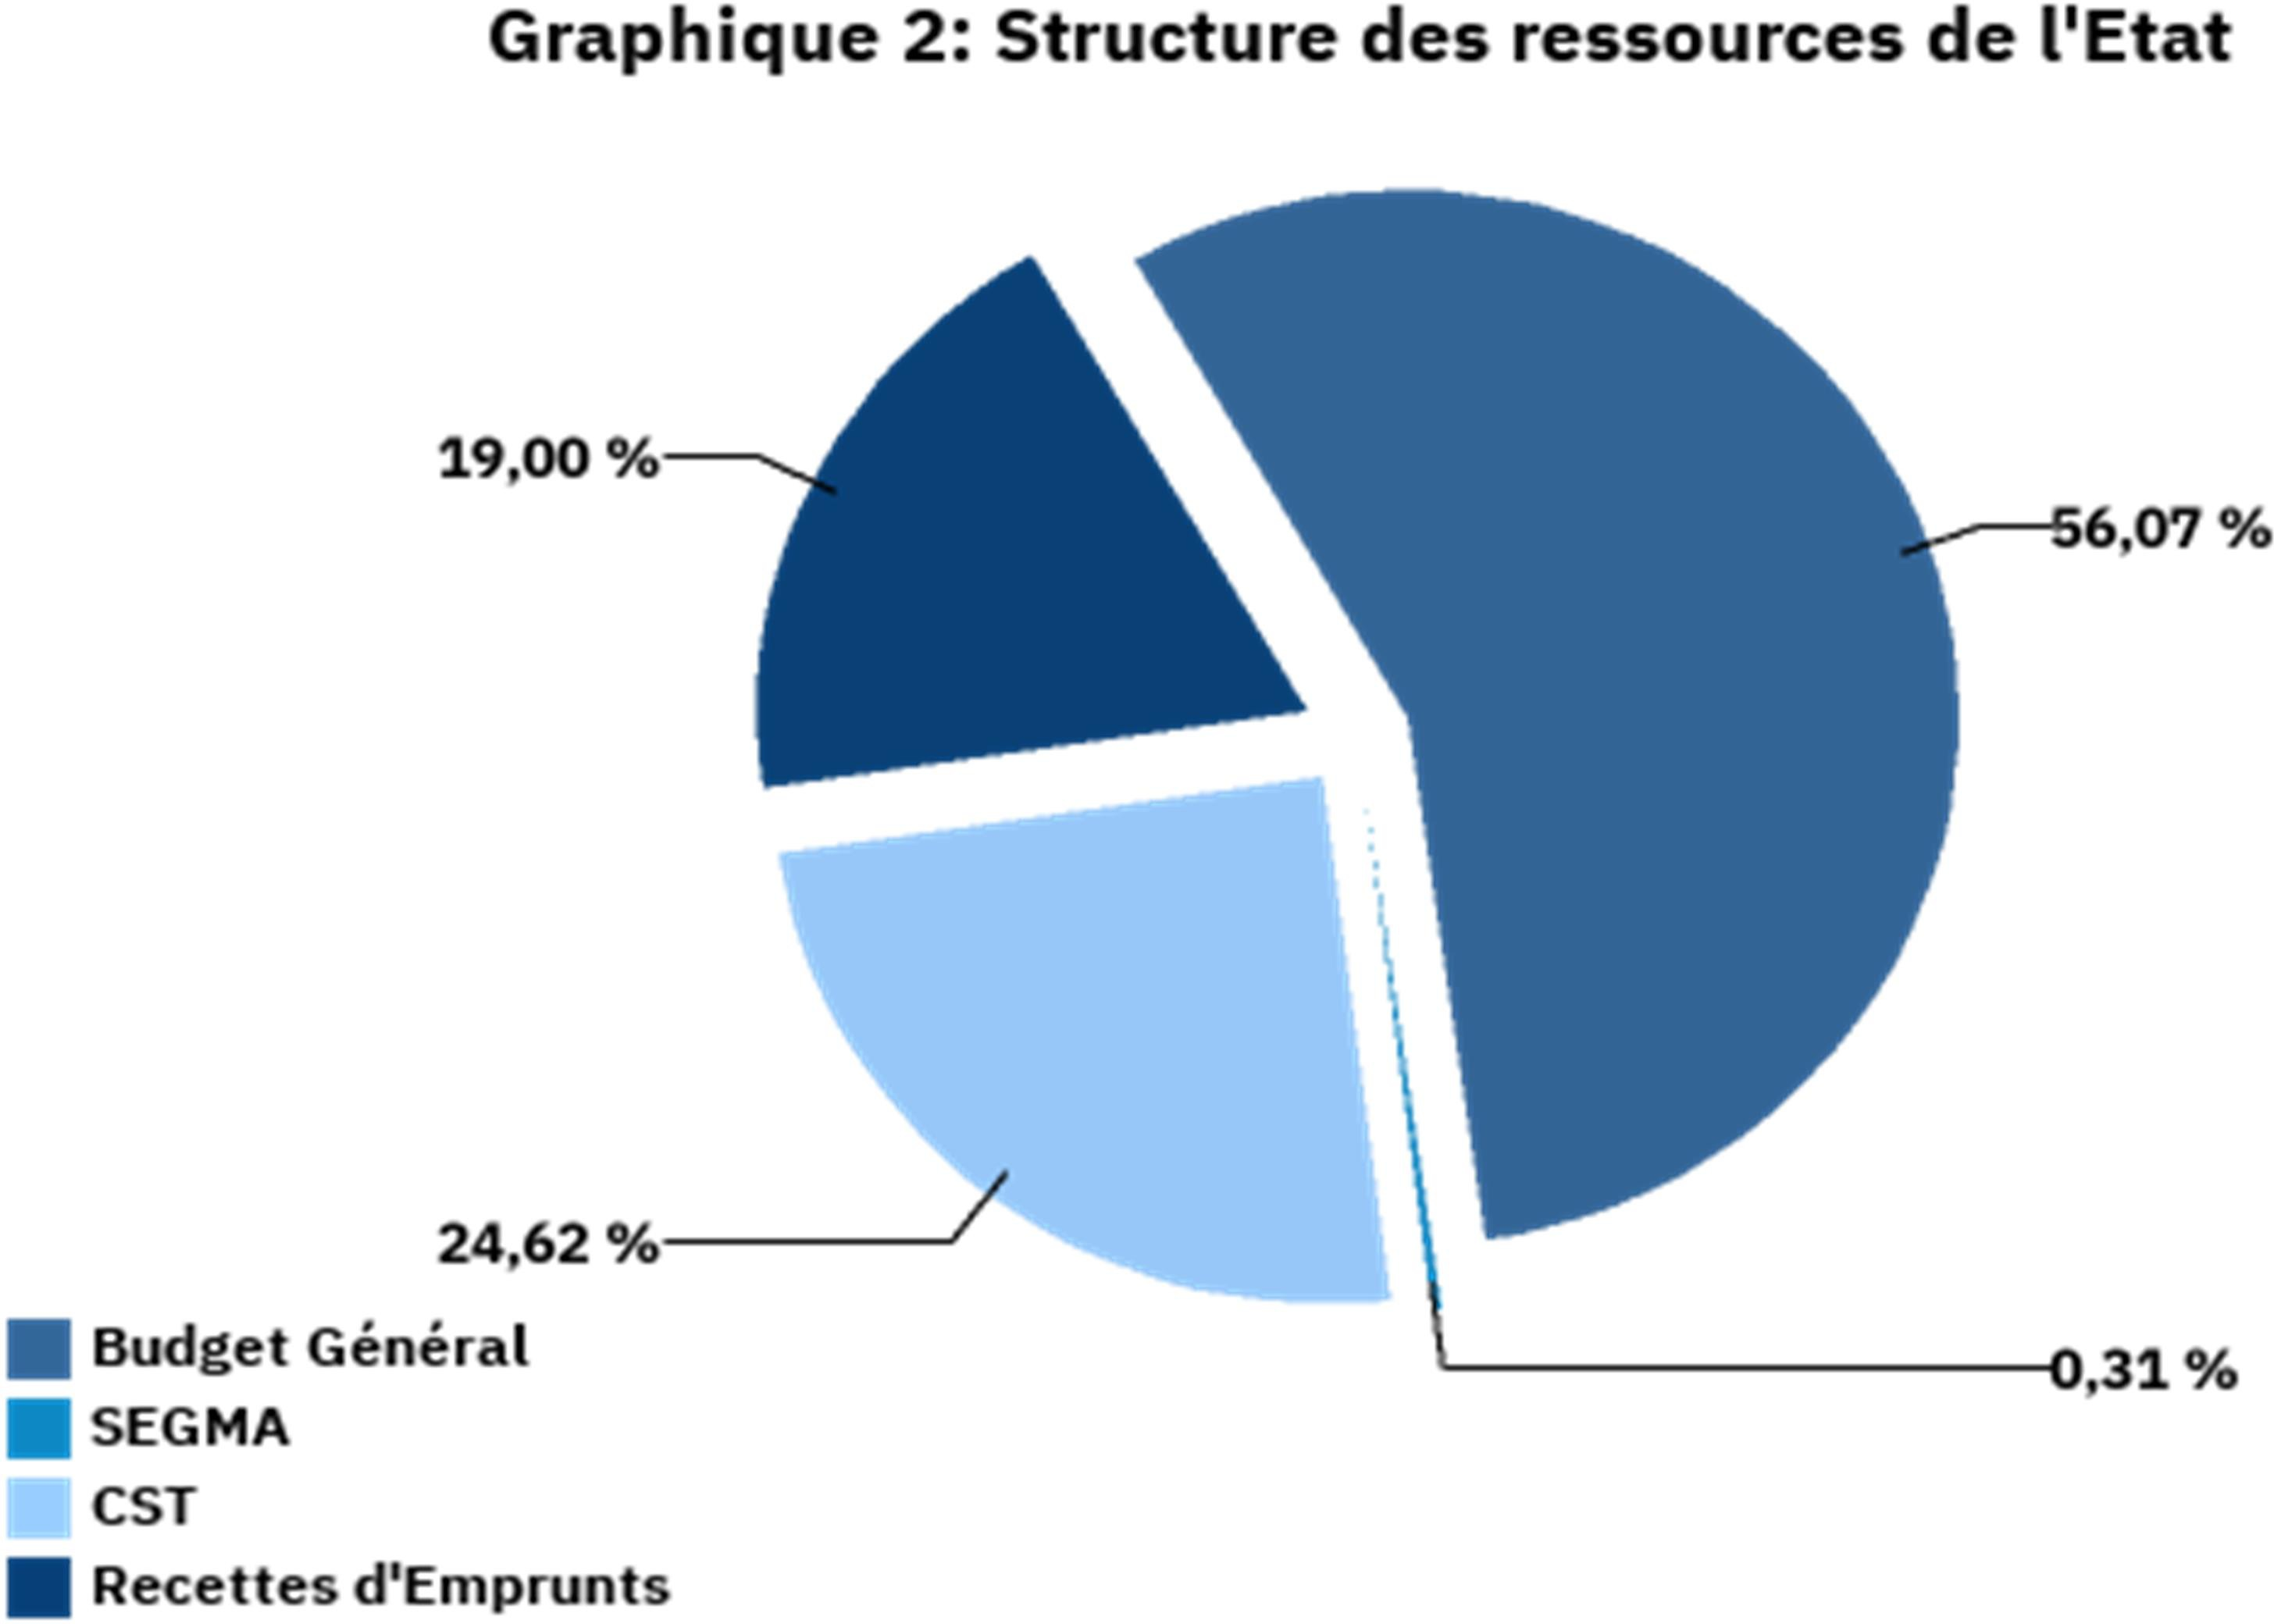 Graphique 2: Structure des ressources de l'Etat
19,00 %
56,07 %
24,62 %
0,31 %
Budget Général
SEGMA
CST
Recettes d'Emprunts